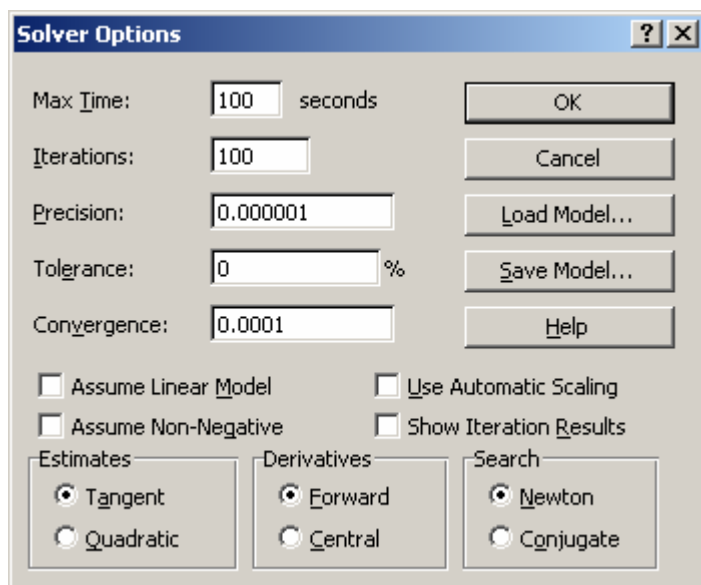 Solver Options
Max Time: 100 seconds OK
Iterations: 100 Cancel
Precision: 0.000001 Load Model...
Tolerance: 0 % Save Model...
Convergence: 0.0001 Help
Assume Linear Model Use Automatic Scaling
Assume Non-Negative Show Iteration Results
Estimates Derivatives Search
Tangent Forward Newton
Quadratic Central Conjugate